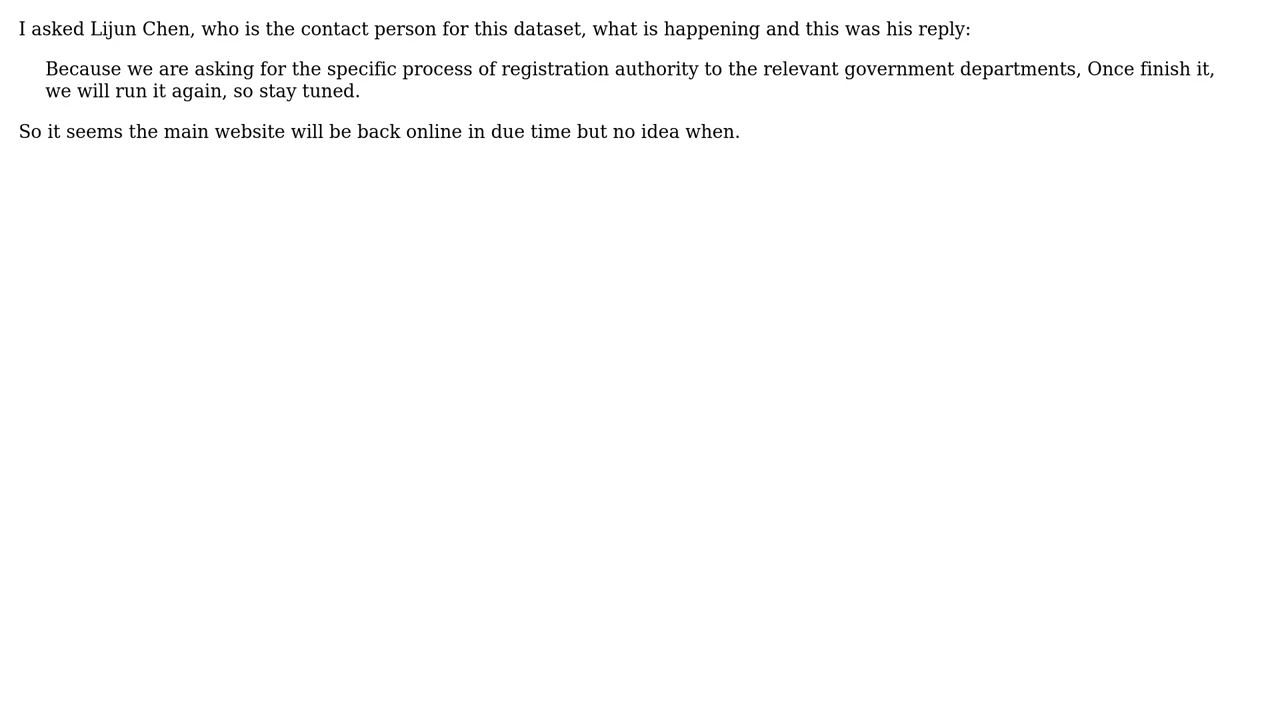 I asked Lijun Chen, who is the contact person for this dataset, what is happening and this was his reply:
Because we are asking for the specific process of registration authority to the relevant government departments, Once finish it,
we will run it again, so stay tuned.
So it seems the main website will be back online in due time but no idea when.